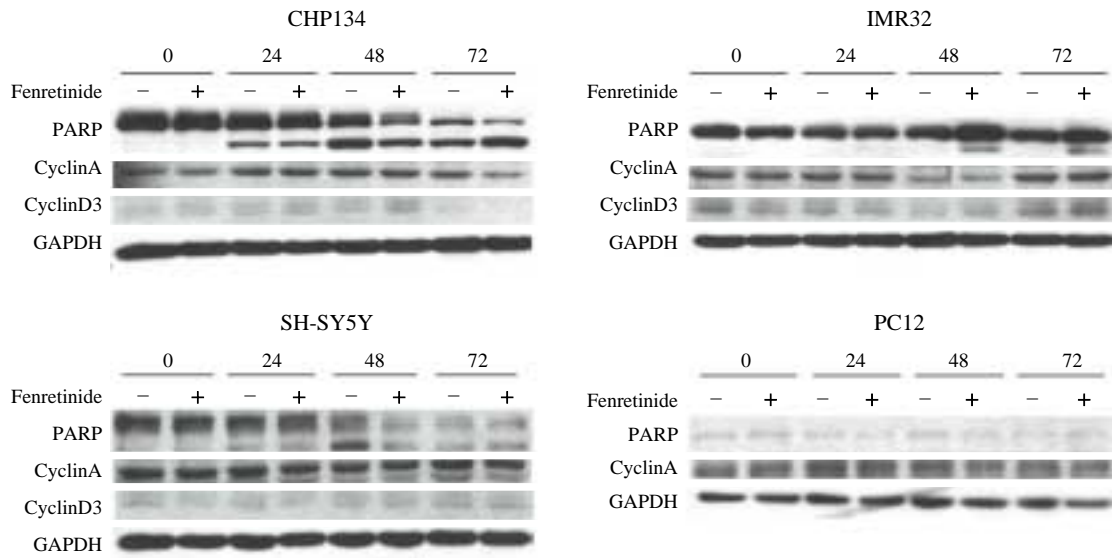 CHP134
0 24 48 72
Fenretinide − + − + − + − +
PARP
CyclinA
CyclinD3
GAPDH
IMR32
0 24 48 72
Fenretinide − + − + − + − +
PARP
CyclinA
CyclinD3
GAPDH
SH-SY5Y
0 24 48 72
Fenretinide − + − + − + − +
PARP
CyclinA
CyclinD3
GAPDH
PC12
0 24 48 72
Fenretinide − + − + − + − +
PARP
CyclinA
GAPDH